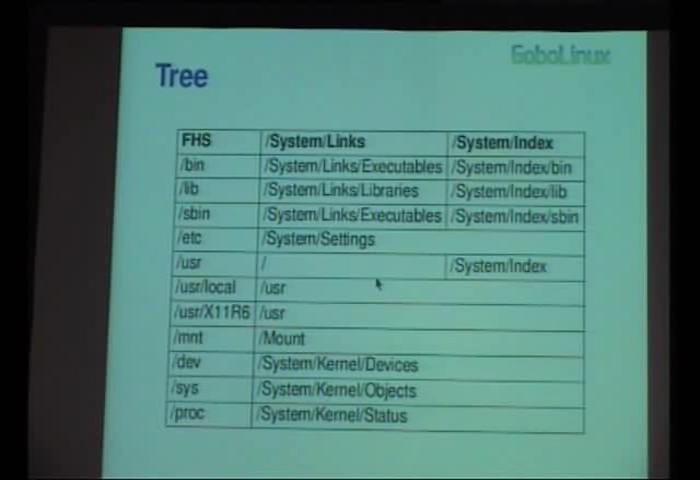 GoboLinux
Tree
FHS /System/Links /System/Index
/bin /System/Links/Executables /System/Index/bin
/lib /System/Links/Libraries /System/Index/lib
/sbin /System/Links/Executables /System/Index/sbin
/etc /System/Settings
/usr / /System/Index
/usr/local /usr
/usr/X11R6 /usr
/mnt /Mount
/dev /System/Kernel/Devices
/sys /System/Kernel/Objects
/proc /System/Kernel/Status